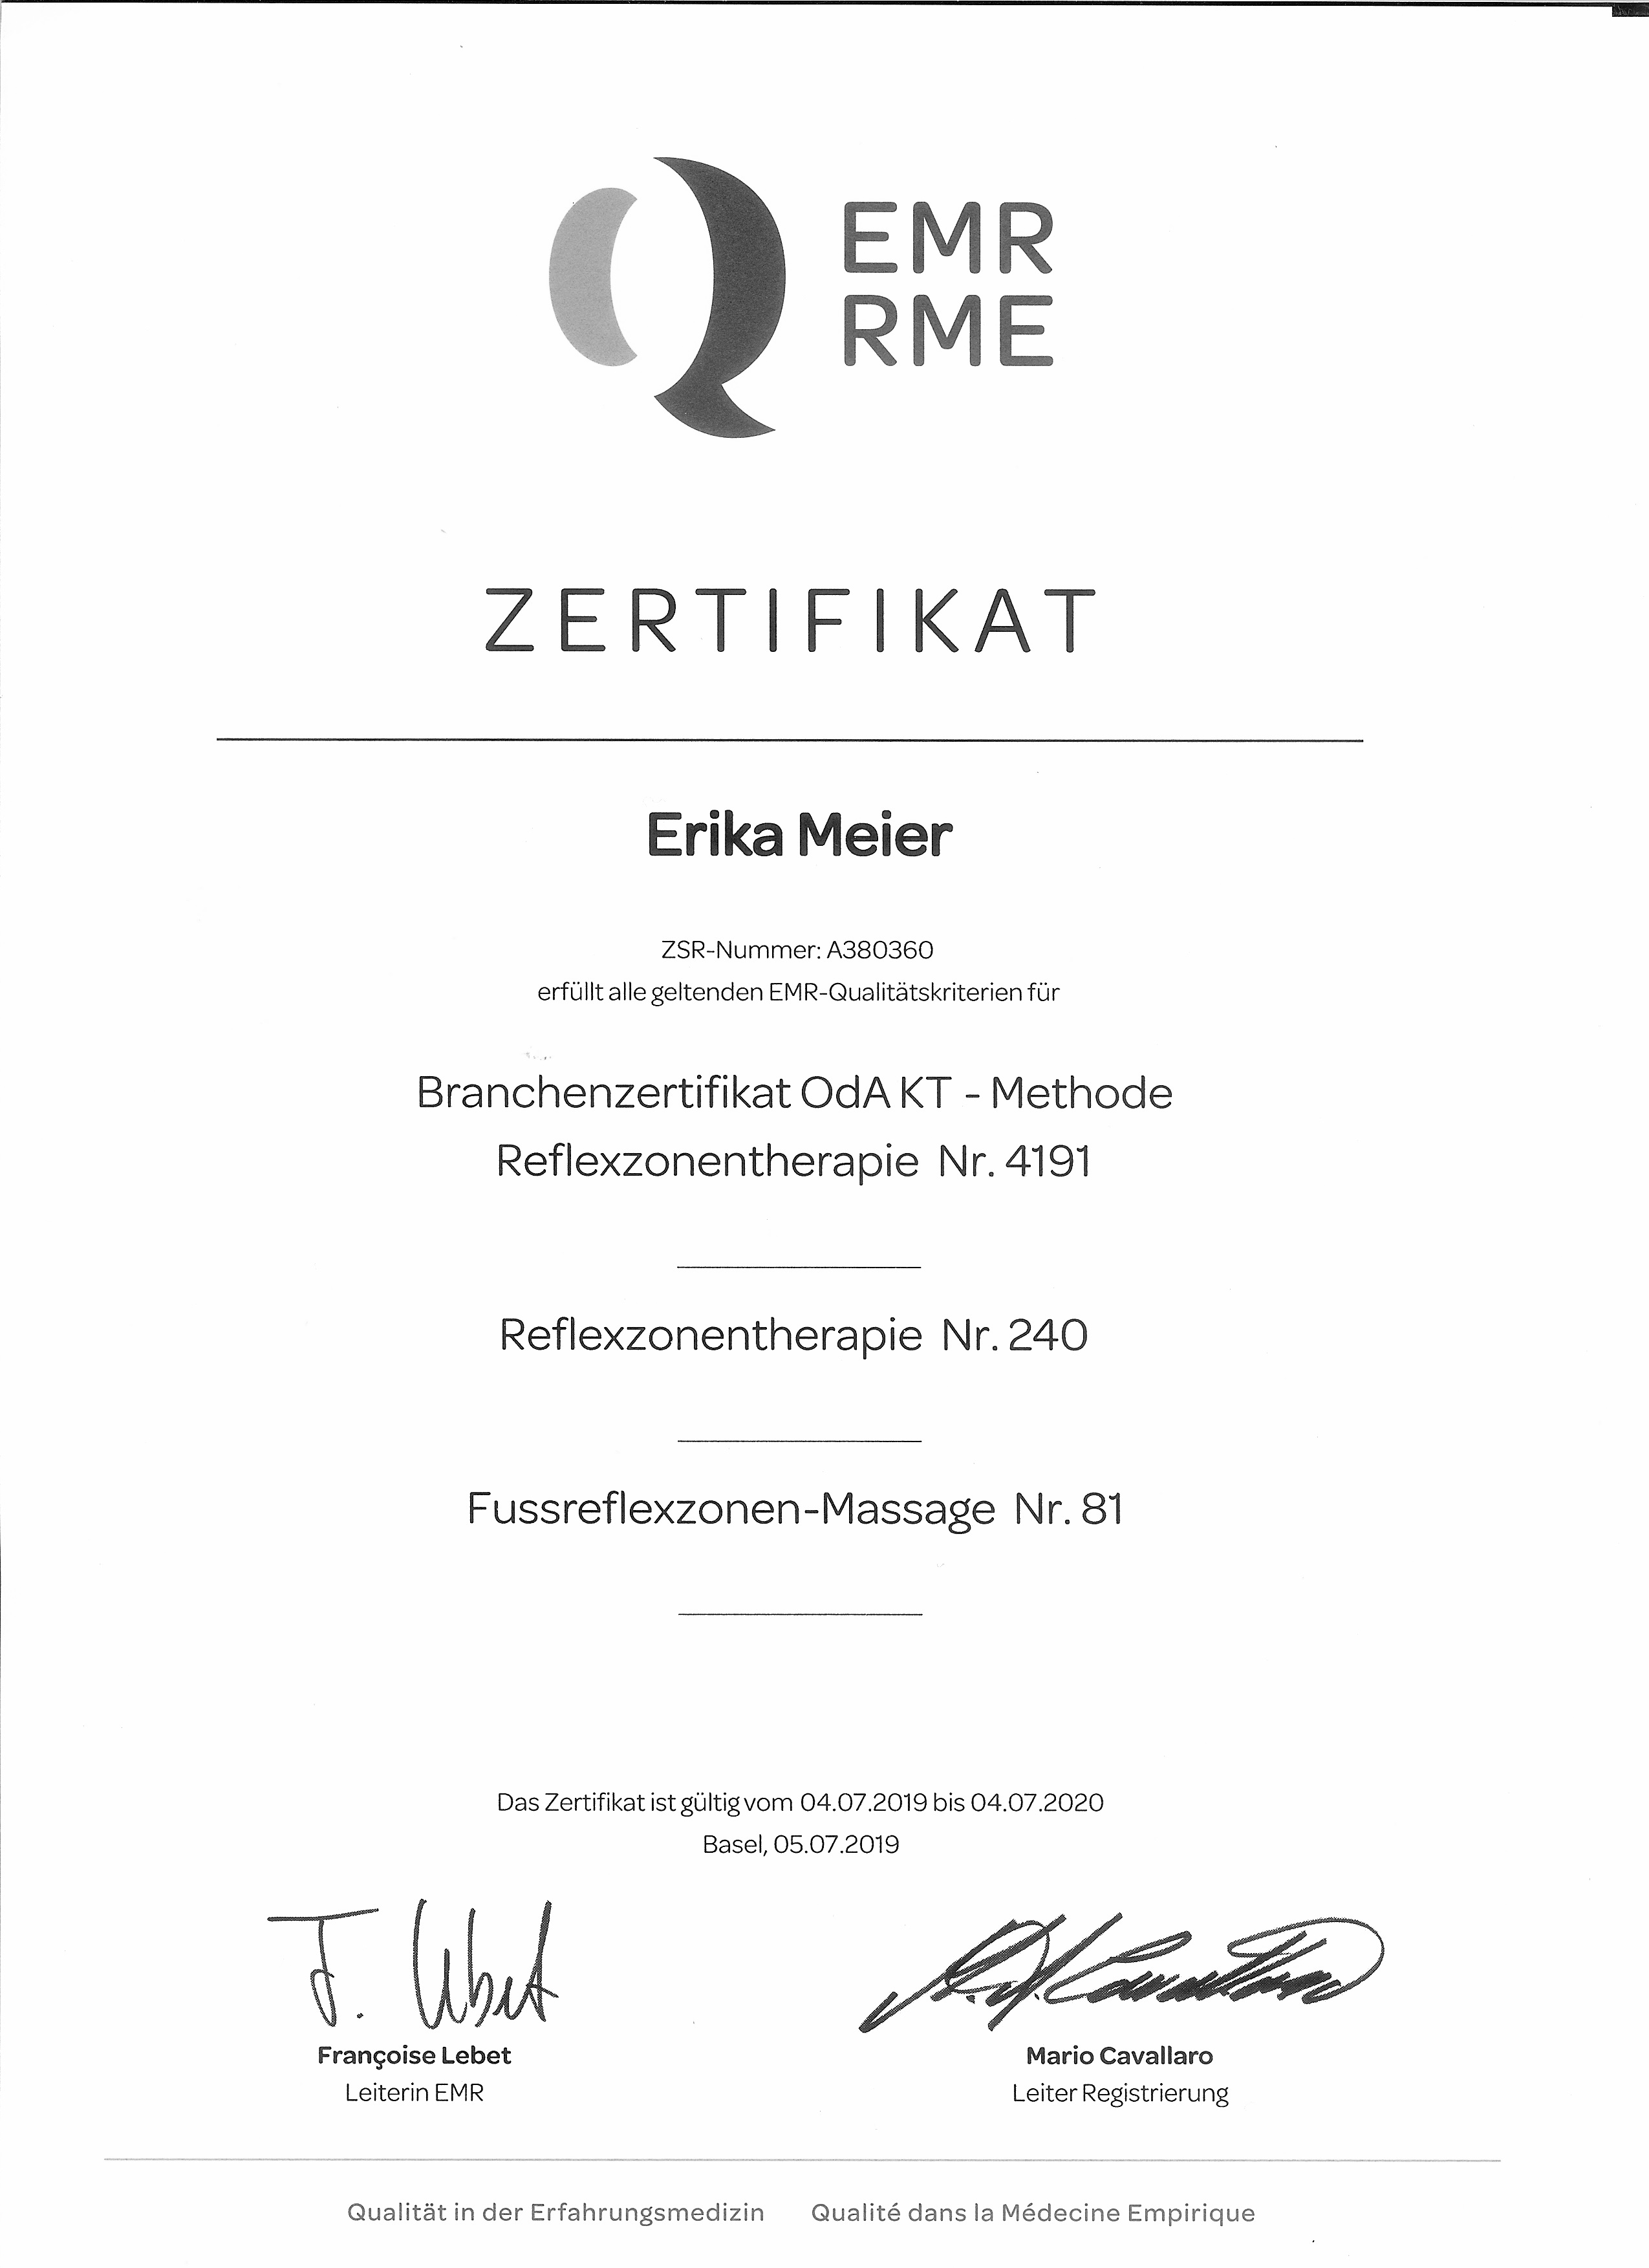 EMR
RME
ZERTIFIKAT
Erika Meier
ZSR-Nummer: A380360
erfüllt alle geltenden EMR-Qualitätskriterien für
Branchenzertifikat OdA KT - Methode
Reflexzonentherapie Nr. 4191
Reflexzonentherapie Nr. 240
Fussreflexzonen-Massage Nr. 81
Das Zertifikat ist gültig vom 04.07.2019 bis 04.07.2020
Basel, 05.07.2019
F. Lebet
M. Cavallaro
Françoise Lebet
Mario Cavallaro
Leiterin EMR
Leiter Registrierung
Qualität in der Erfahrungsmedizin Qualité dans la Médecine Empirique